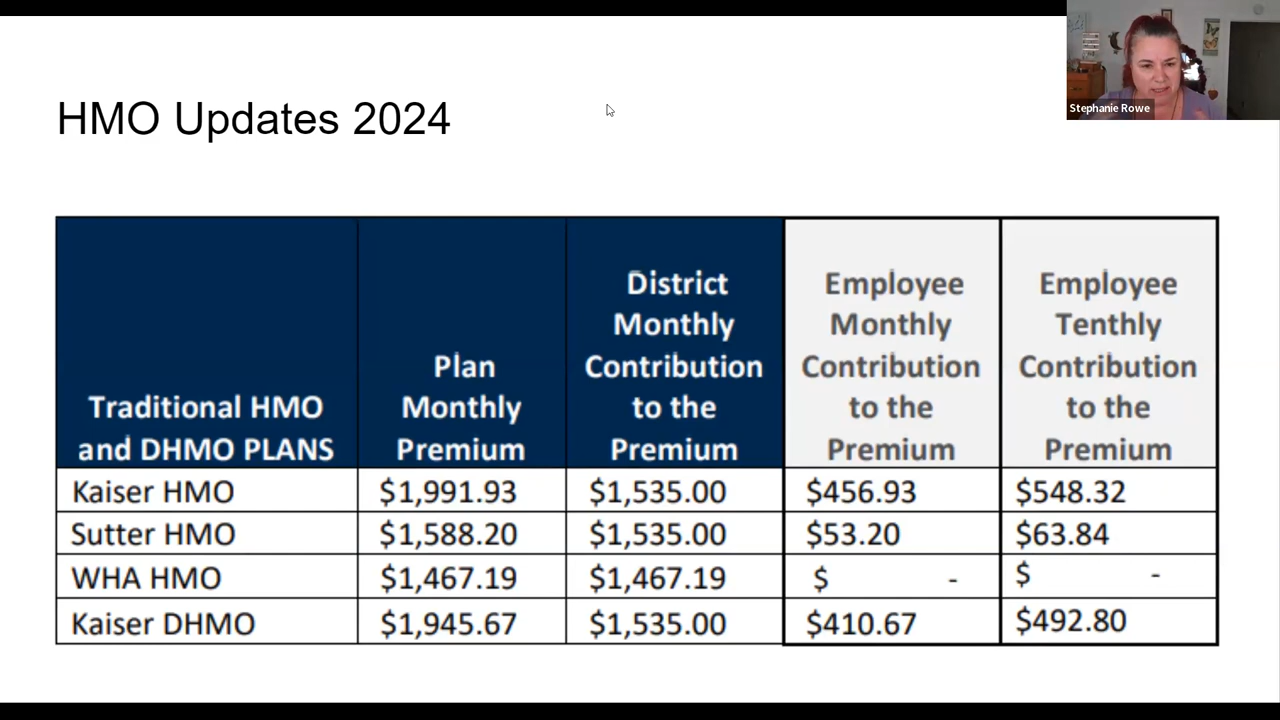 Stephanie Rowe
HMO Updates 2024
Traditional HMO
and DHMO PLANS
Plan
Monthly
Premium
District
Monthly
Contribution
to the
Premium
Employee
Monthly
Contribution
to the
Premium
Employee
Tenthly
Contribution
to the
Premium
Kaiser HMO $1,991.93 $1,535.00 $456.93 $548.32
Sutter HMO $1,588.20 $1,535.00 $53.20 $63.84
WHA HMO $1,467.19 $1,467.19 $ - $ -
Kaiser DHMO $1,945.67 $1,535.00 $410.67 $492.80